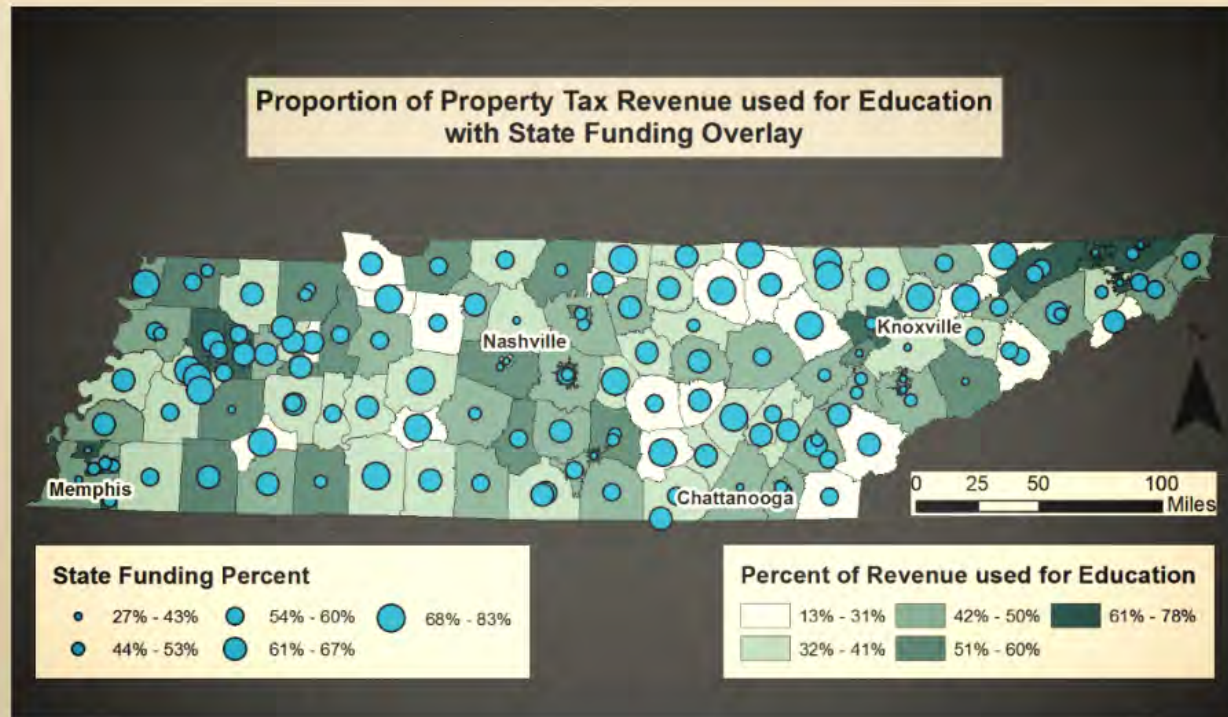 Proportion of Property Tax Revenue used for Education
with State Funding Overlay
Nashville
Knoxville
Memphis
Chattanooga
0 25 50 100
Miles
State Funding Percent
27% - 43%
54% - 60%
68% - 83%
44% - 53%
61% - 67%
Percent of Revenue used for Education
13% - 31%
42% - 50%
61% - 78%
32% - 41%
51% - 60%